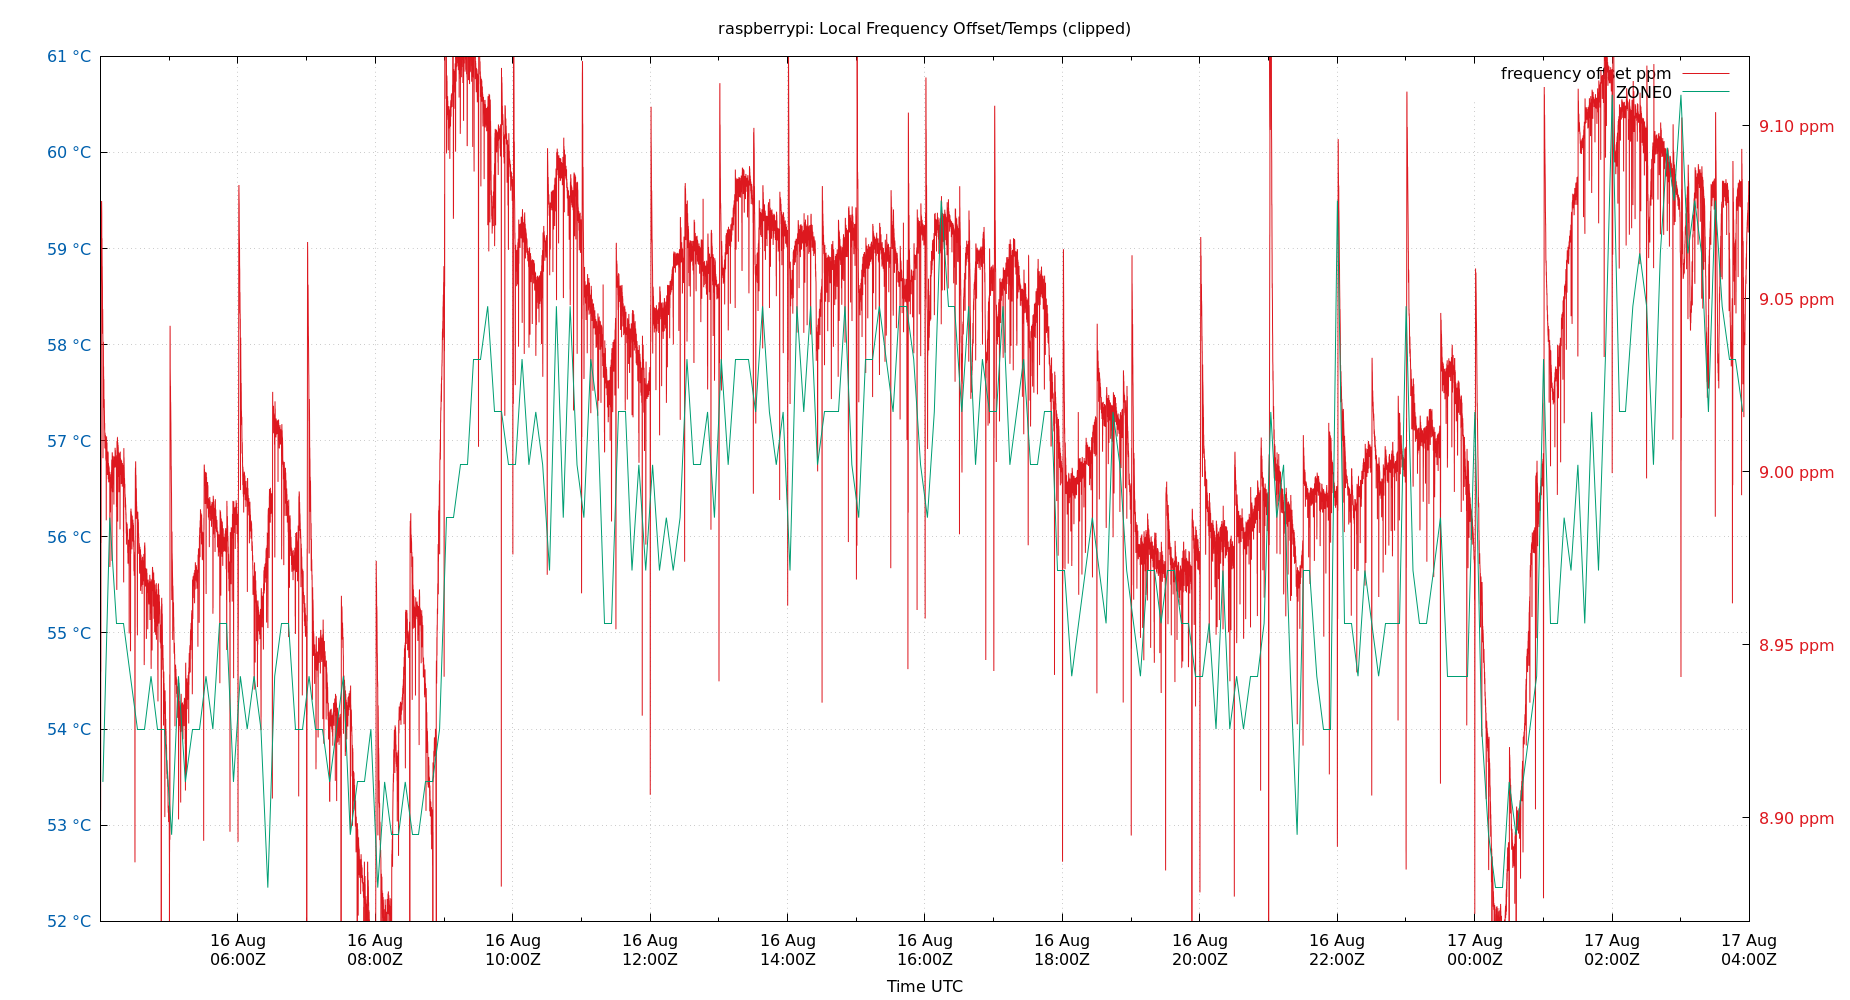 raspberrypi: Local Frequency Offset/Temps (clipped)
61 °C
60 °C
59 °C
58 °C
57 °C
56 °C
55 °C
54 °C
53 °C
52 °C
frequency offset ppm
ZONE0
9.10 ppm
9.05 ppm
9.00 ppm
8.95 ppm
8.90 ppm
16 Aug
06:00Z
16 Aug
08:00Z
16 Aug
10:00Z
16 Aug
12:00Z
16 Aug
14:00Z
16 Aug
16:00Z
16 Aug
18:00Z
16 Aug
20:00Z
16 Aug
22:00Z
17 Aug
00:00Z
17 Aug
02:00Z
17 Aug
04:00Z
Time UTC